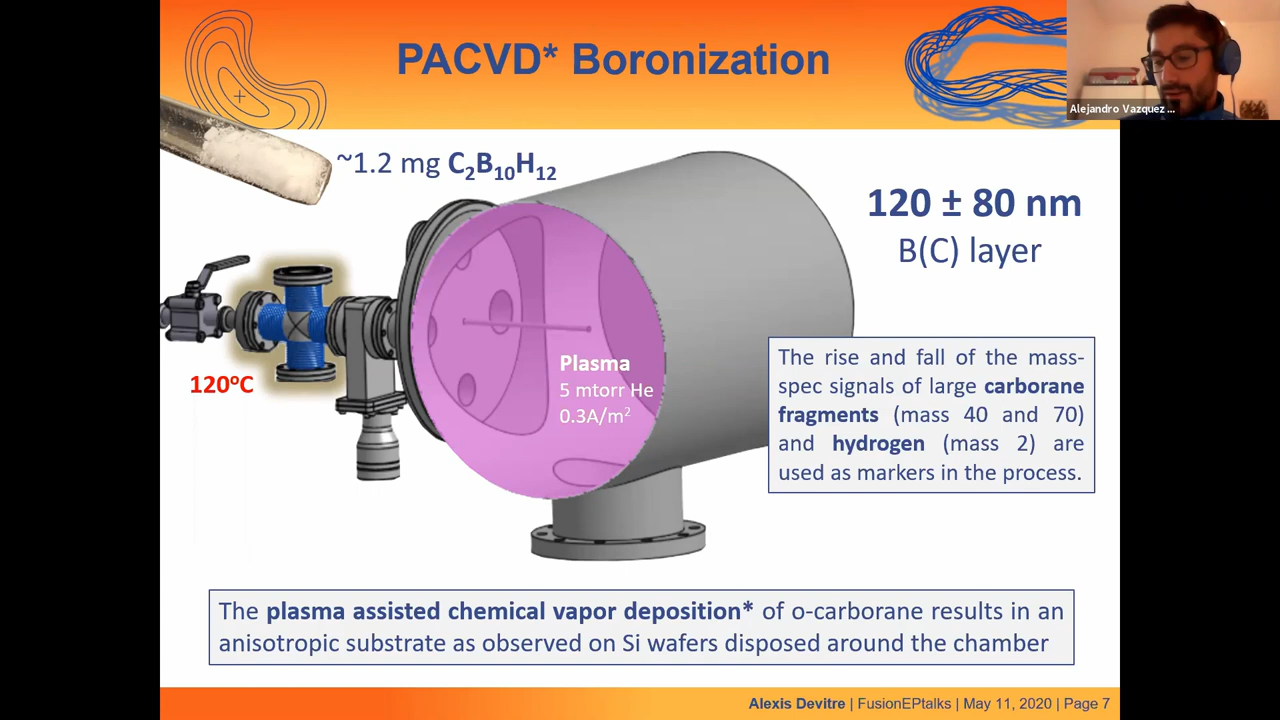 PACVD* Boronization
Alejandro Vazquez ...
~1.2 mg C₂B₁₀H₁₂
120 ± 80 nm
B(C) layer
120ºC
Plasma
5 mtorr He
0.3A/m²
The rise and fall of the mass-
spec signals of large carborane
fragments (mass 40 and 70)
and hydrogen (mass 2) are
used as markers in the process.
The plasma assisted chemical vapor deposition* of o-carborane results in an
anisotropic substrate as observed on Si wafers disposed around the chamber
Alexis Devitre | FusionEPtalks | May 11, 2020 | Page 7